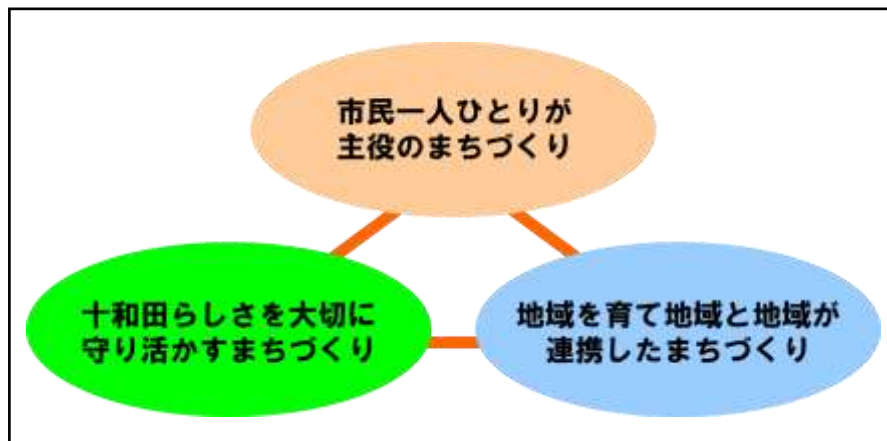 市民一人ひとりが
主役のまちづくり
十和田らしさを大切に
守り活かすまちづくり
地域を育て地域と地域が
連携したまちづくり